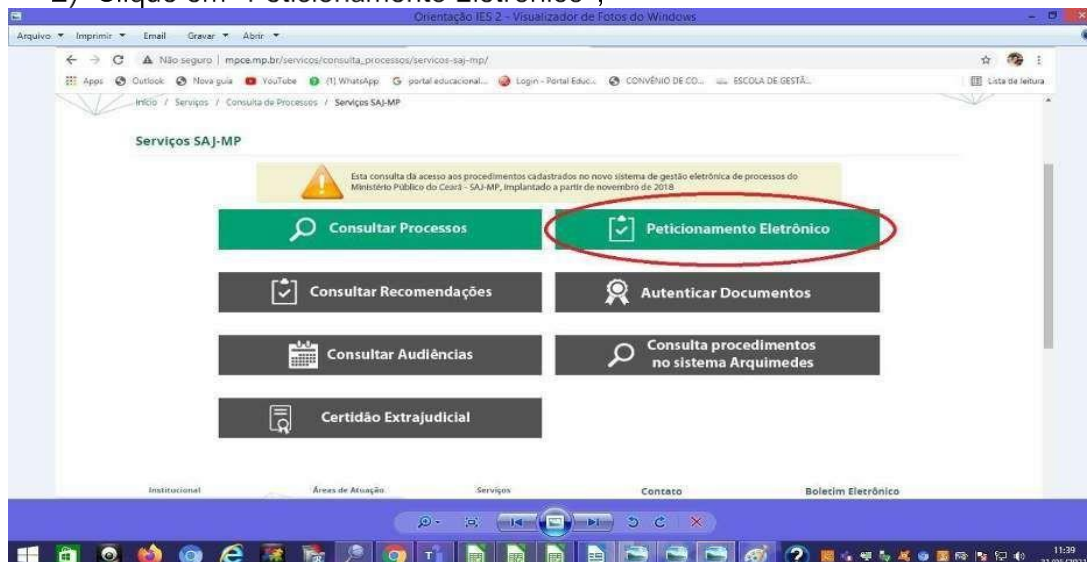 2) Clique em "Peticionamento Eletrônico";
Orientação IES 2 - Visualizador de Fotos do Windows
Arquivo Imprimir Email Gravar Abrir
Não seguro | mpce.mp.br/servicos/consulta_processos/servicos-saj-mp/
Apps Outlook Nova guia YouTube (1) WhatsApp portal educacional... Login - Portal Educ... CONVÊNIO DE CO... ESCOLA DE GESTÃ... Lista de leitura
Início / Serviços / Consulta de Processos / Serviços SAJ-MP
Serviços SAJ-MP
Esta consulta dá acesso aos procedimentos cadastrados no novo sistema de gestão eletrônica de processos do
Ministério Público do Ceará - SAJ-MP, implantado a partir de novembro de 2018
Consultar Processos
Peticionamento Eletrônico
Consultar Recomendações
Autenticar Documentos
Consultar Audiências
Consulta procedimentos
no sistema Arquimedes
Certidão Extrajudicial
Institucional Áreas de Atuação Serviços Contato Boletim Eletrônico
11:39